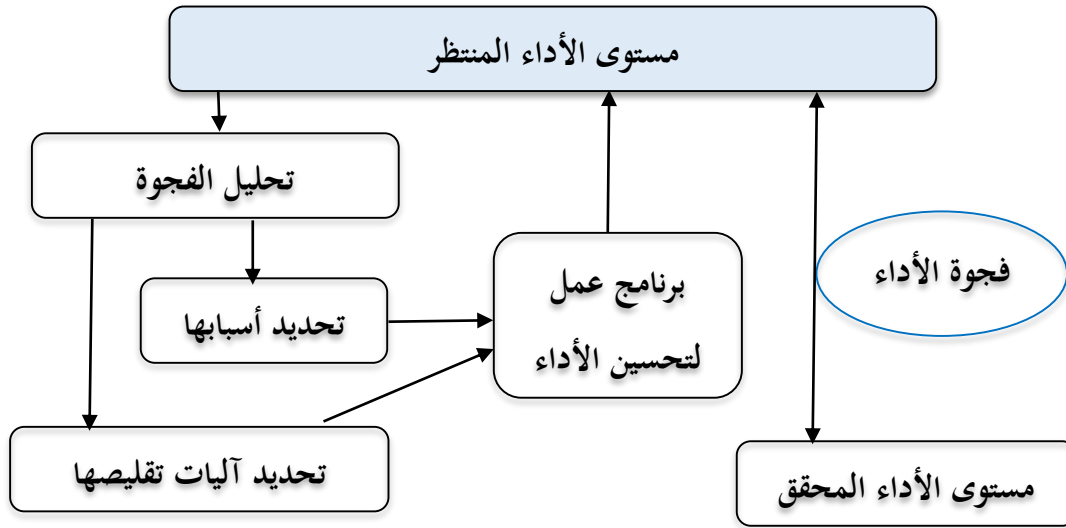 مستوى الأداء المنتظر
تحليل الفجوة
فجوة الأداء
برنامج عمل
لتحسين الأداء
تحديد أسبابها
تحديد آليات تقليصها
مستوى الأداء المحقق